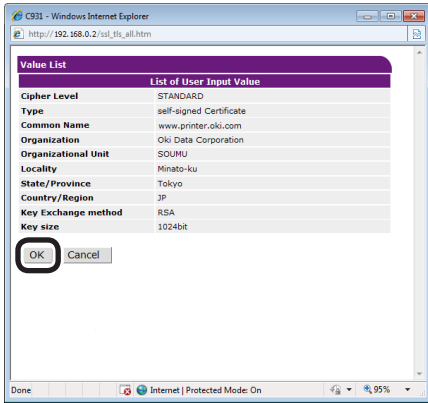 C931 - Windows Internet Explorer
http://192.168.0.2/ssl_tls_all.htm
Value List
List of User Input Value
Cipher Level STANDARD
Type self-signed Certificate
Common Name www.printer.oki.com
Organization Oki Data Corporation
Organizational Unit SOUMU
Locality Minato-ku
State/Province Tokyo
Country/Region JP
Key Exchange method RSA
Key size 1024bit
OK Cancel
Done Internet | Protected Mode: On 95%